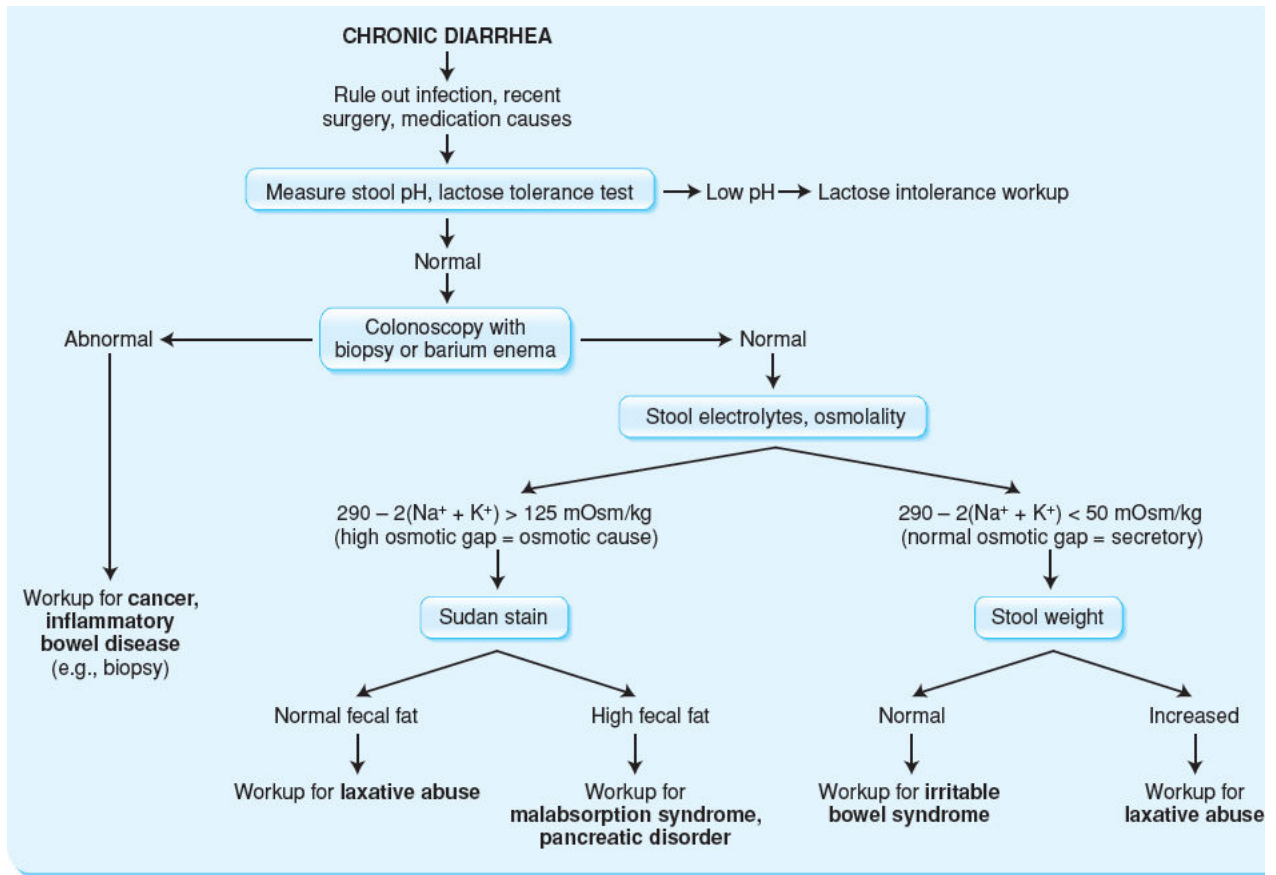 CHRONIC DIARRHEA
Rule out infection, recent
surgery, medication causes
Measure stool pH, lactose tolerance test
Low pH
Lactose intolerance workup
Normal
Colonoscopy with
biopsy or barium enema
Abnormal
Normal
Stool electrolytes, osmolality
290 – 2(Na⁺ + K⁺) > 125 mOsm/kg
(high osmotic gap = osmotic cause)
290 – 2(Na⁺ + K⁺) < 50 mOsm/kg
(normal osmotic gap = secretory)
Workup for cancer,
inflammatory
bowel disease
(e.g., biopsy)
Sudan stain
Stool weight
Normal fecal fat
High fecal fat
Normal
Increased
Workup for laxative abuse
Workup for
malabsorption syndrome,
pancreatic disorder
Workup for irritable
bowel syndrome
Workup for
laxative abuse